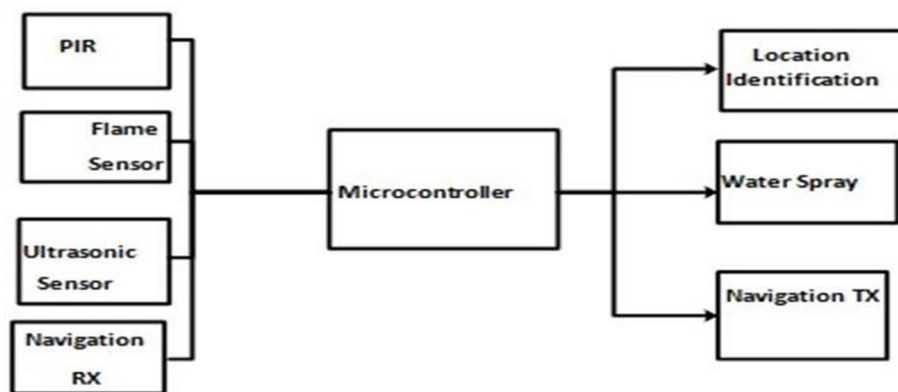 PIR
Flame
Sensor
Ultrasonic
Sensor
Navigation
RX
Microcontroller
Location
Identification
Water Spray
Navigation TX